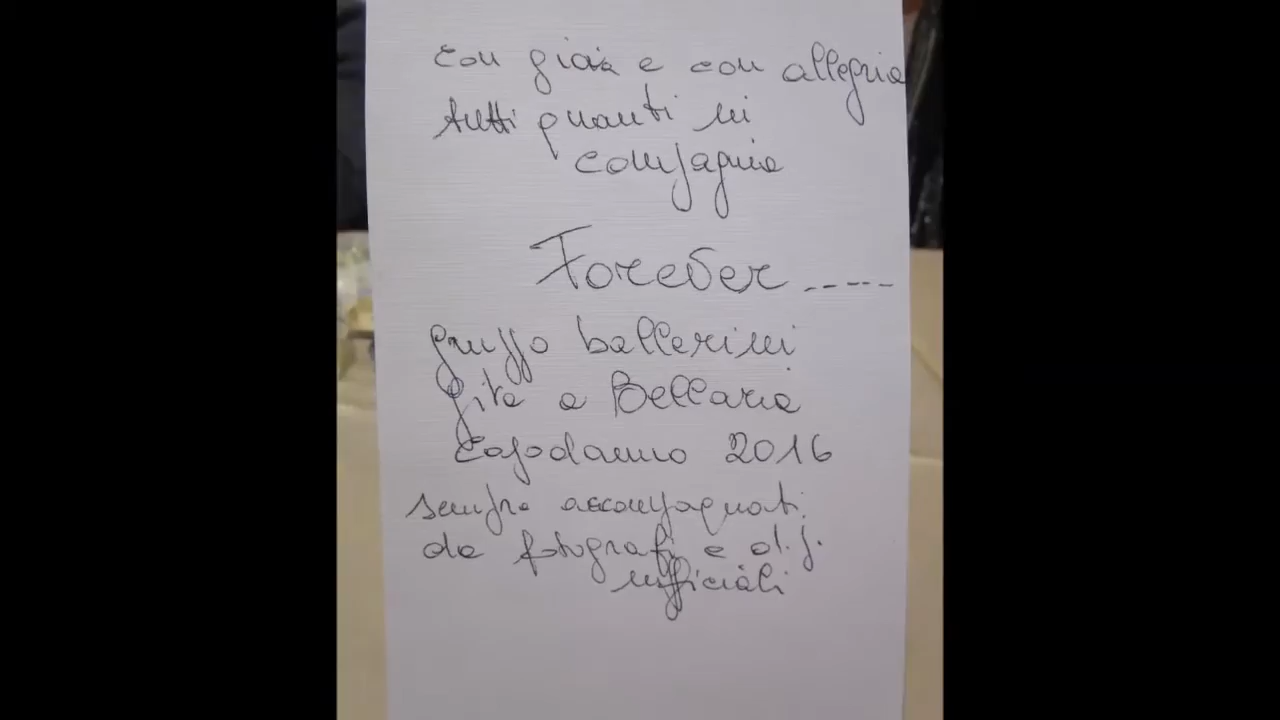 con gioia e con allegria
tutti quanti in
compagnia
Forever-----
gruppo ballerini
gita a Bellaria
capodanno 2016
sempre accompagnati
da fotografi e d.j.
ufficiali